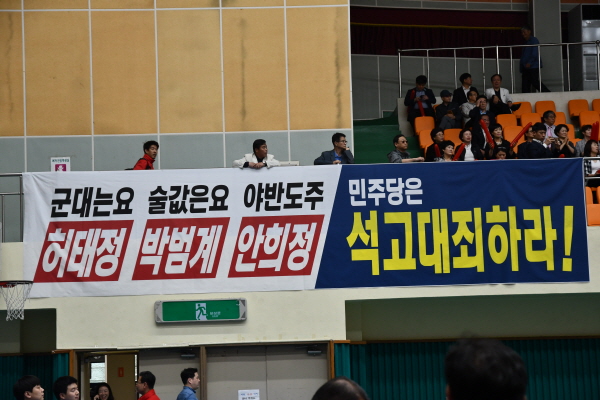 군대는요 술값은요 야반도주
허태정 박범계 안희정
민주당은
석고대죄하라!